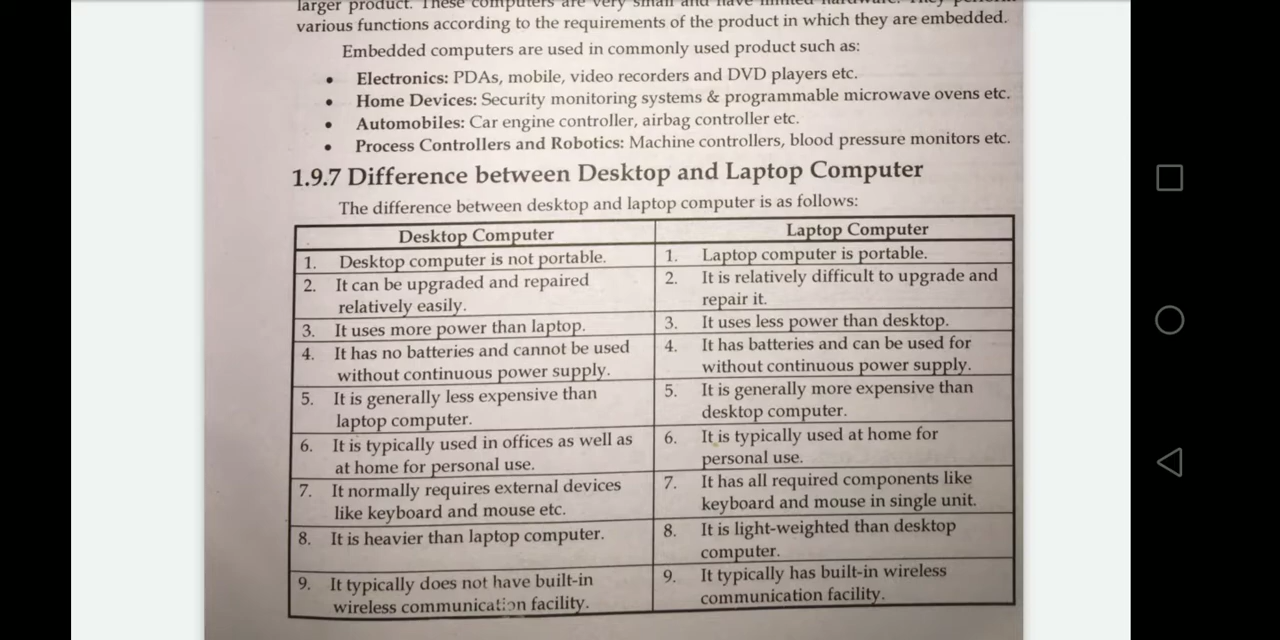 larger product. These computers are very small and have limited hardware. They perform
various functions according to the requirements of the product in which they are embedded.
Embedded computers are used in commonly used product such as:
• Electronics: PDAs, mobile, video recorders and DVD players etc.
• Home Devices: Security monitoring systems & programmable microwave ovens etc.
• Automobiles: Car engine controller, airbag controller etc.
• Process Controllers and Robotics: Machine controllers, blood pressure monitors etc.
1.9.7 Difference between Desktop and Laptop Computer
The difference between desktop and laptop computer is as follows:
Desktop Computer
1. Desktop computer is not portable.
2. It can be upgraded and repaired
relatively easily.
3. It uses more power than laptop.
4. It has no batteries and cannot be used
without continuous power supply.
5. It is generally less expensive than
laptop computer.
6. It is typically used in offices as well as
at home for personal use.
7. It normally requires external devices
like keyboard and mouse etc.
8. It is heavier than laptop computer.
9. It typically does not have built-in
wireless communication facility.
Laptop Computer
1. Laptop computer is portable.
2. It is relatively difficult to upgrade and
repair it.
3. It uses less power than desktop.
4. It has batteries and can be used for
without continuous power supply.
5. It is generally more expensive than
desktop computer.
6. It is typically used at home for
personal use.
7. It has all required components like
keyboard and mouse in single unit.
8. It is light-weighted than desktop
computer.
9. It typically has built-in wireless
communication facility.